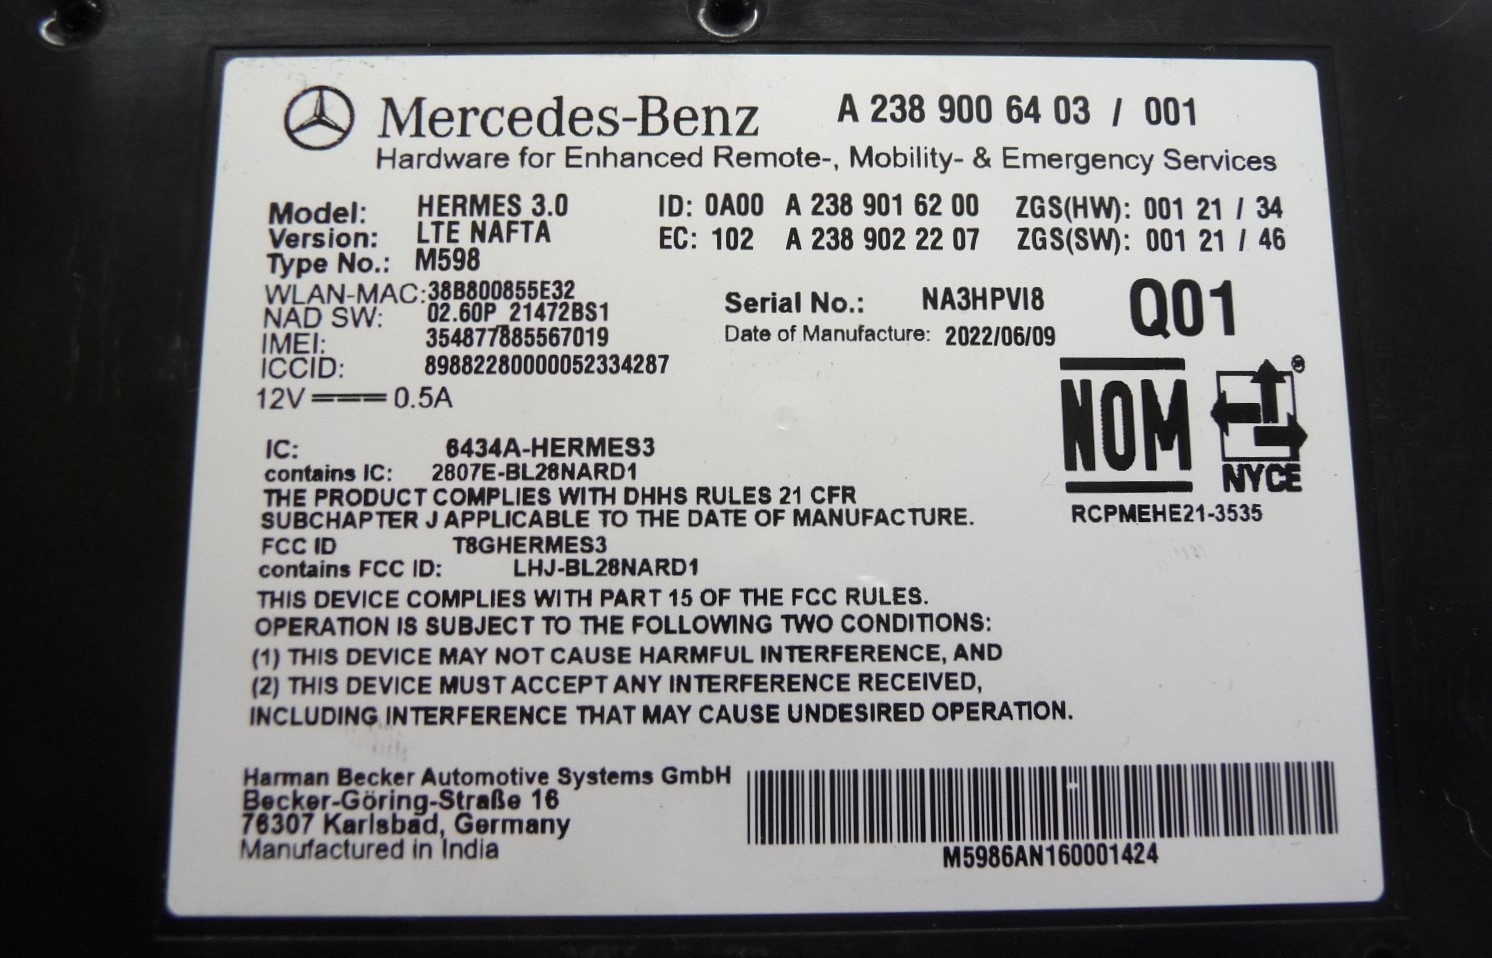 Mercedes-Benz A 238 900 64 03 / 001
Hardware for Enhanced Remote-, Mobility- & Emergency Services
Model: HERMES 3.0 ID: 0A00 A 238 901 62 00 ZGS(HW): 001 21 / 34
Version: LTE NAFTA EC: 102 A 238 902 22 07 ZGS(SW): 001 21 / 46
Type No.: M598
WLAN-MAC: 38B800855E32
NAD SW: 02.60P_21472BS1
IMEI: 354877885567019
ICCID: 89882280000052334287
12V 0.5A
Serial No.: NA3HPVI8
Date of Manufacture: 2022/06/09
Q01
NOM
NYCE
®
RCPMEHE21-3535
IC: 6434A-HERMES3
contains IC: 2807E-BL28NARD1
THE PRODUCT COMPLIES WITH DHHS RULES 21 CFR
SUBCHAPTER J APPLICABLE TO THE DATE OF MANUFACTURE.
FCC ID T8GHERMES3
contains FCC ID: LHJ-BL28NARD1
THIS DEVICE COMPLIES WITH PART 15 OF THE FCC RULES.
OPERATION IS SUBJECT TO THE FOLLOWING TWO CONDITIONS:
(1) THIS DEVICE MAY NOT CAUSE HARMFUL INTERFERENCE, AND
(2) THIS DEVICE MUST ACCEPT ANY INTERFERENCE RECEIVED,
INCLUDING INTERFERENCE THAT MAY CAUSE UNDESIRED OPERATION.
Harman Becker Automotive Systems GmbH
Becker-Göring-Straße 16
76307 Karlsbad, Germany
Manufactured in India
M5986AN160001424